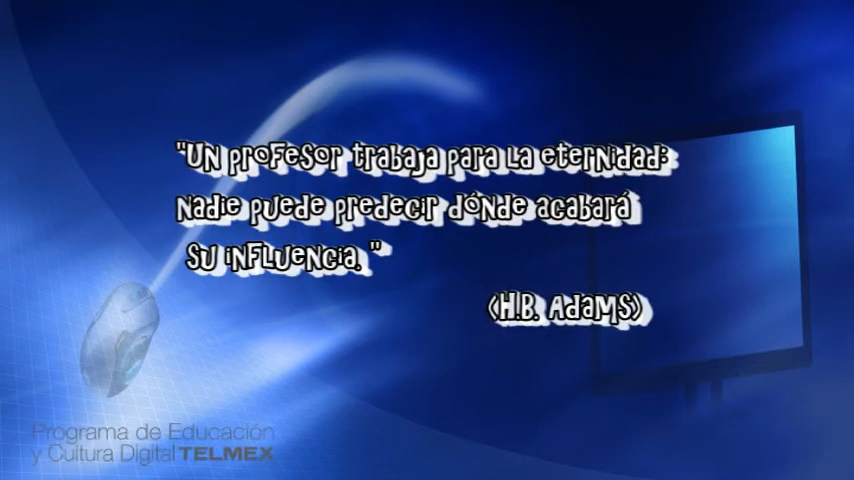 "UN profesor trabaja para la eternidad:
Nadie puede predecir dónde acabará
su influencia. "
(H.B. Adams)
Programa de Educación
y Cultura Digital TELMEX